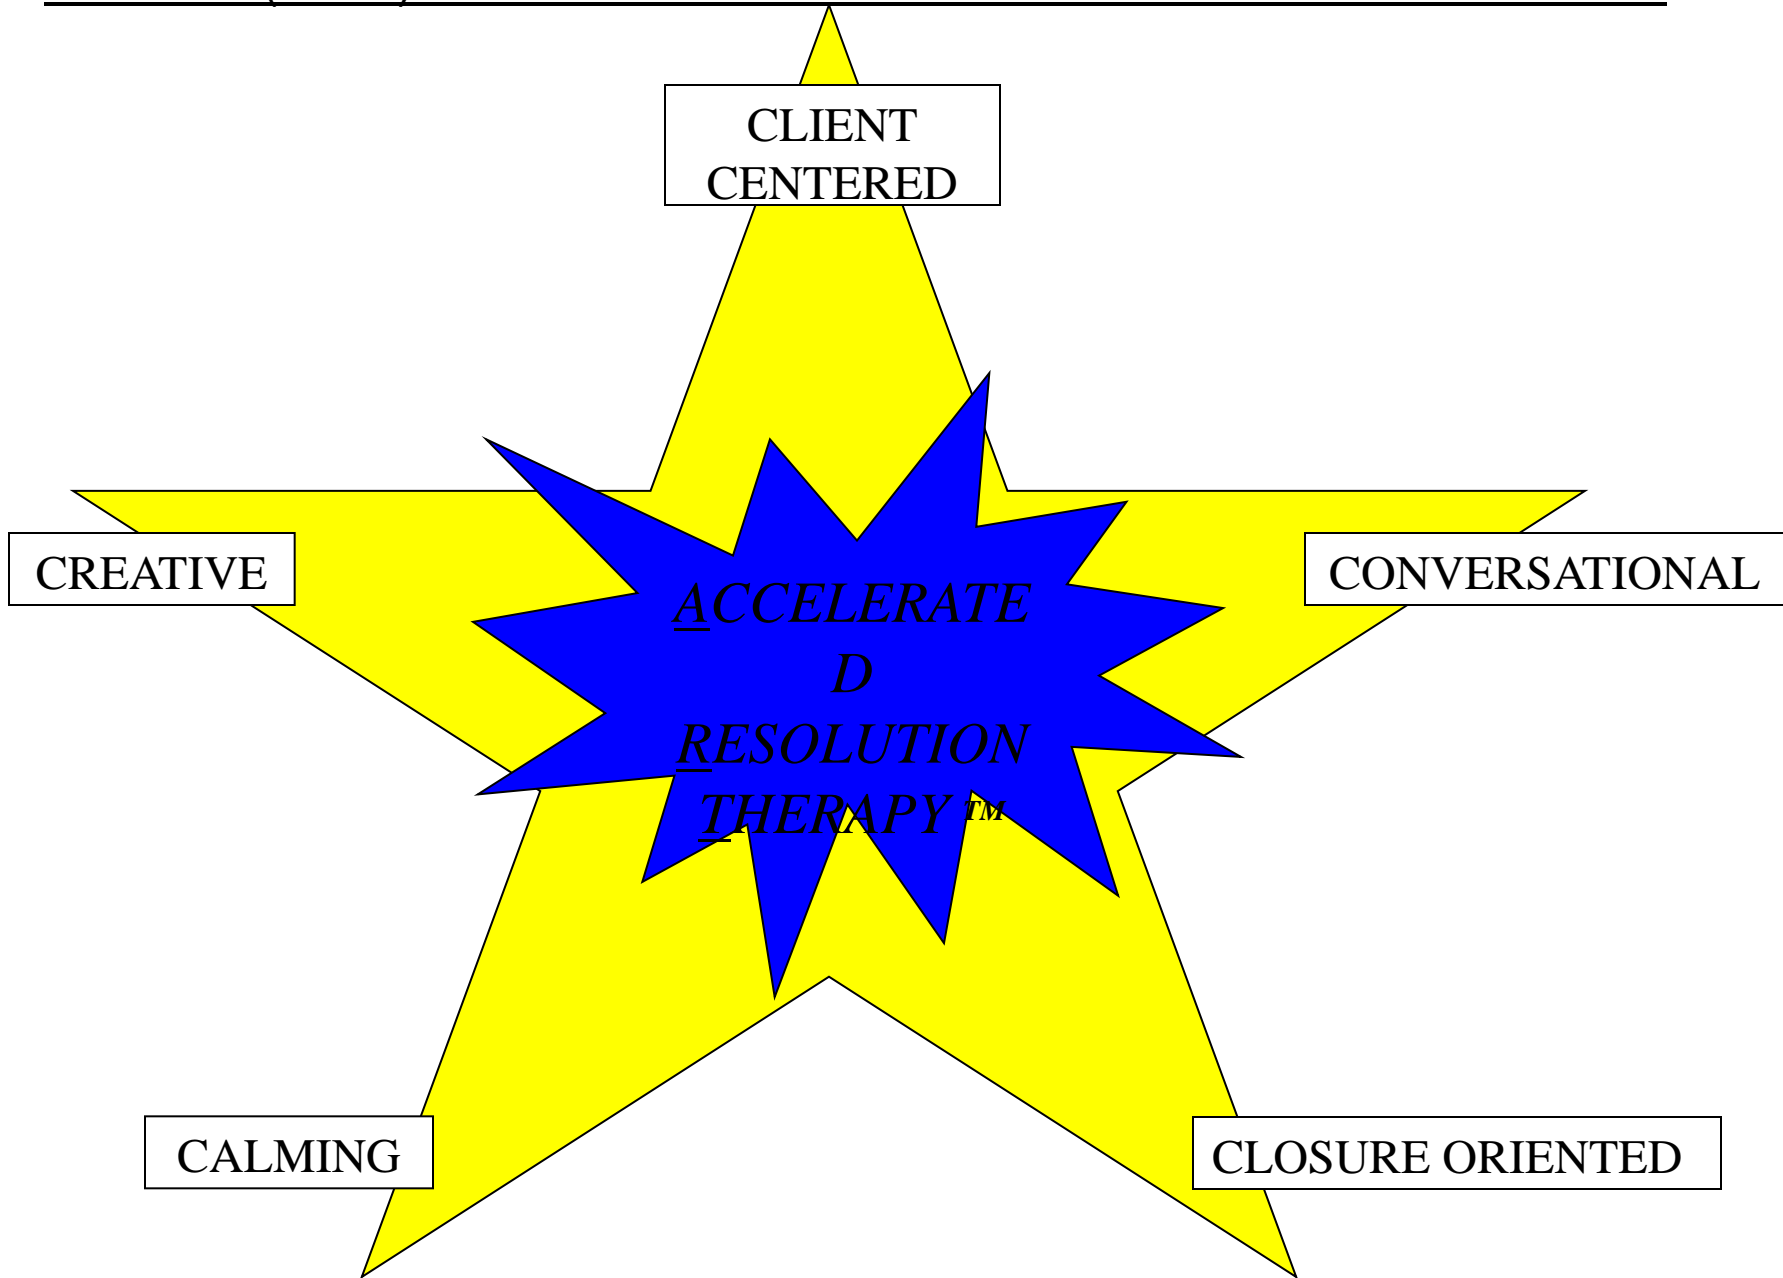 CLIENT
CENTERED
CREATIVE
CONVERSATIONAL
ACCELERATE
D
RESOLUTION
THERAPY TM
CALMING
CLOSURE ORIENTED